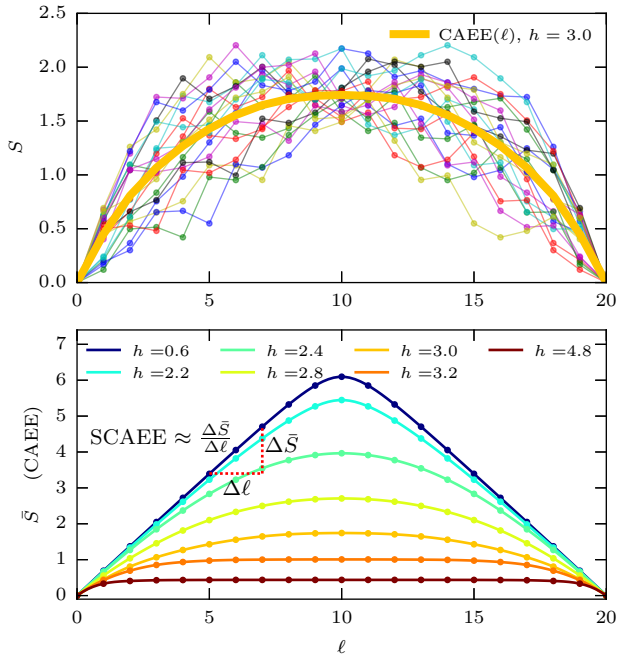 2.5
2.0
1.5
1.0
0.5
0.0
S
CAEE(ℓ), h = 3.0
0 5 10 15 20
7
6
5
4
3
2
1
0
S̄ (CAEE)
h =0.6 h =2.4 h =3.0 h =4.8
h =2.2 h =2.8 h =3.2
SCAEE ≈ ΔS̄/Δℓ
ΔS̄
Δℓ
0 5 10 15 20
ℓ